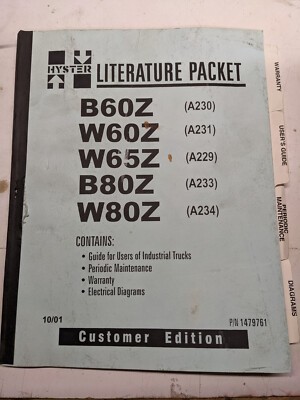 HYSTER
LITERATURE PACKET
B60Z (A230)
W60Z (A231)
W65Z (A229)
B80Z (A233)
W80Z (A234)
CONTAINS:
• Guide for Users of Industrial Trucks
• Periodic Maintenance
• Warranty
• Electrical Diagrams
10/01
P/N 1479761
Customer Edition
WARRANTY
USER'S GUIDE
PERIODIC
MAINTENANCE
DIAGRAMS